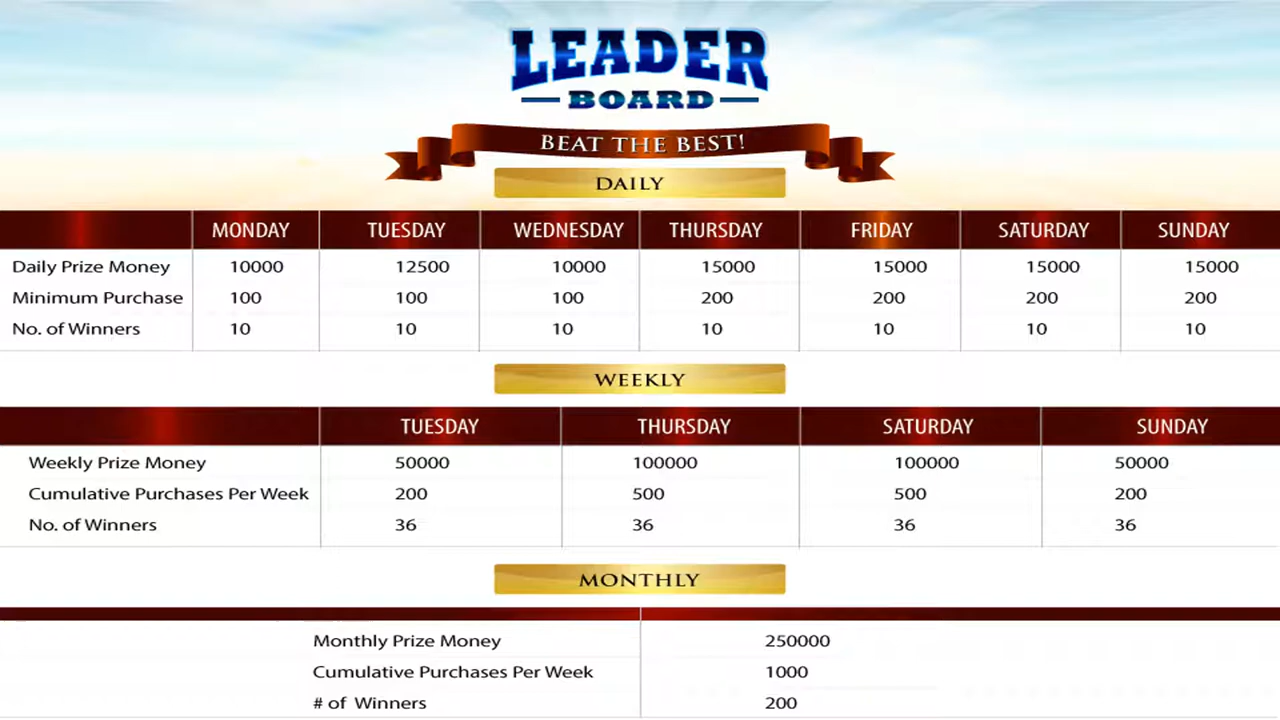 LEADER
BOARD
BEAT THE BEST!
DAILY
MONDAY TUESDAY WEDNESDAY THURSDAY FRIDAY SATURDAY SUNDAY
Daily Prize Money 10000 12500 10000 15000 15000 15000 15000
Minimum Purchase 100 100 100 200 200 200 200
No. of Winners 10 10 10 10 10 10 10
WEEKLY
TUESDAY THURSDAY SATURDAY SUNDAY
Weekly Prize Money 50000 100000 100000 50000
Cumulative Purchases Per Week 200 500 500 200
No. of Winners 36 36 36 36
MONTHLY
Monthly Prize Money 250000
Cumulative Purchases Per Week 1000
# of Winners 200